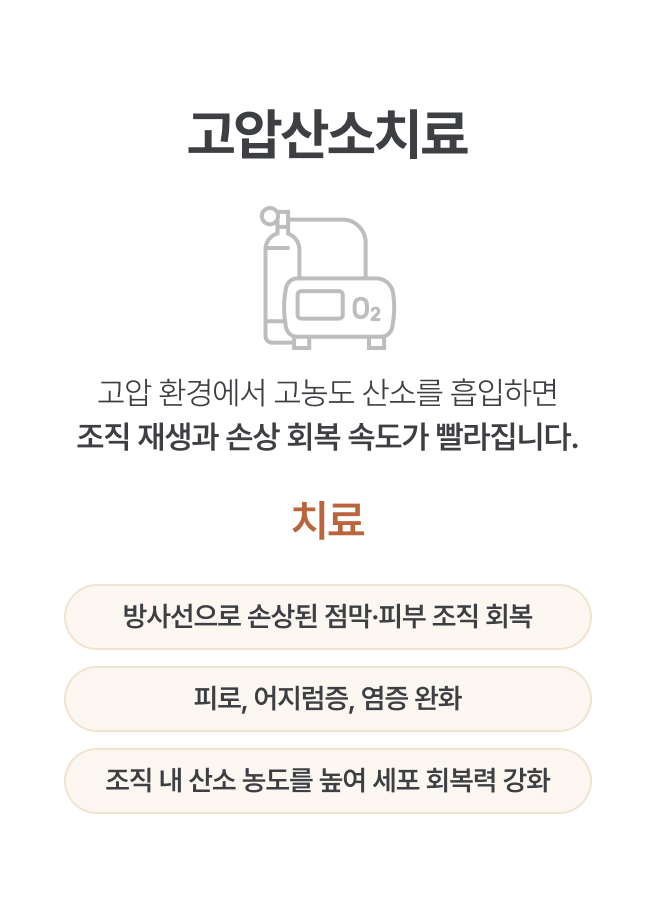 고압산소치료
O₂
고압 환경에서 고농도 산소를 흡입하면
조직 재생과 손상 회복 속도가 빨라집니다.
치료
방사선으로 손상된 점막·피부 조직 회복
피로, 어지럼증, 염증 완화
조직 내 산소 농도를 높여 세포 회복력 강화